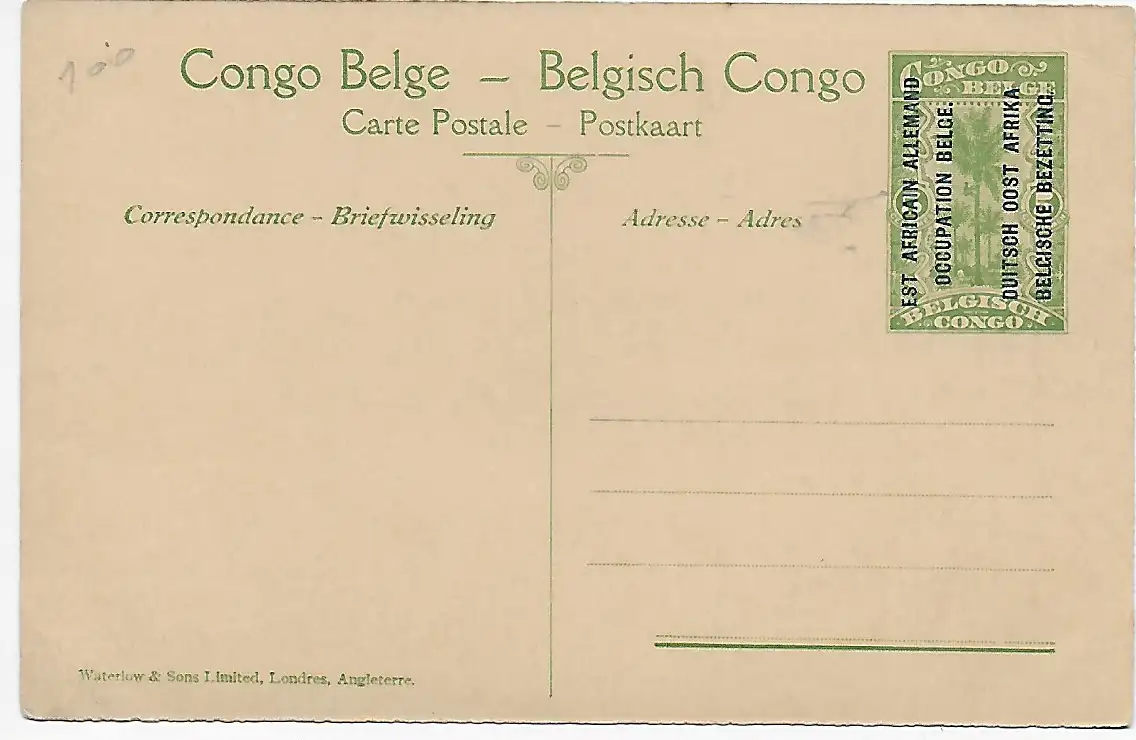 100
Congo Belge – Belgisch Congo
Carte Postale – Postkaart
Correspondance – Briefwisseling
Adresse – Adres
CONGO
BELGE
EST AFRICAIN ALLEMAND
OCCUPATION BELGE.
DUITSCH OOST AFRIKA
BELGISCHE BEZETTING.
BELGISCH
CONGO
Waterlow & Sons Limited, Londres, Angleterre.